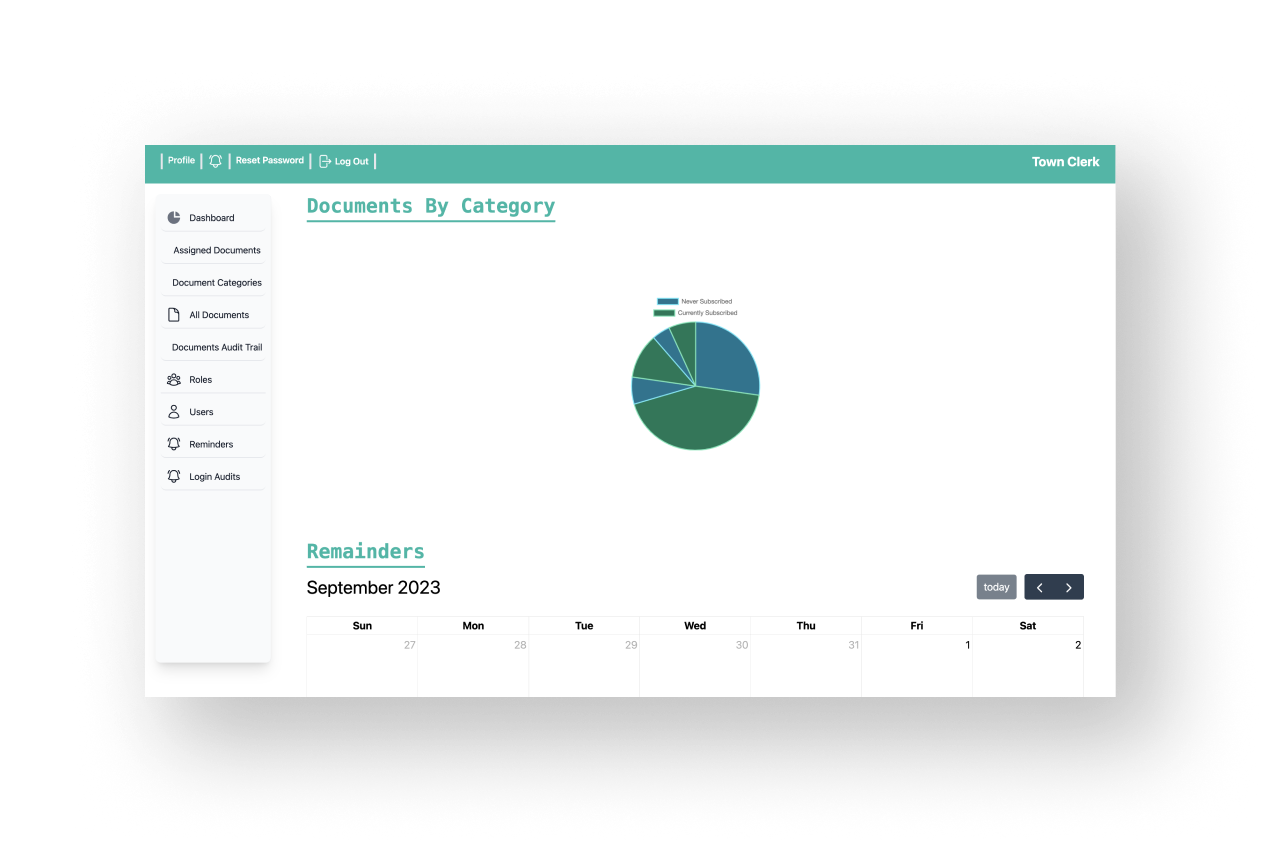 Profile Reset Password Log Out Town Clerk
Dashboard
Assigned Documents
Document Categories
All Documents
Documents Audit Trail
Roles
Users
Reminders
Login Audits
Documents By Category
Never Subscribed
Currently Subscribed
Remainders
September 2023 today
Sun Mon Tue Wed Thu Fri Sat
27 28 29 30 31 1 2